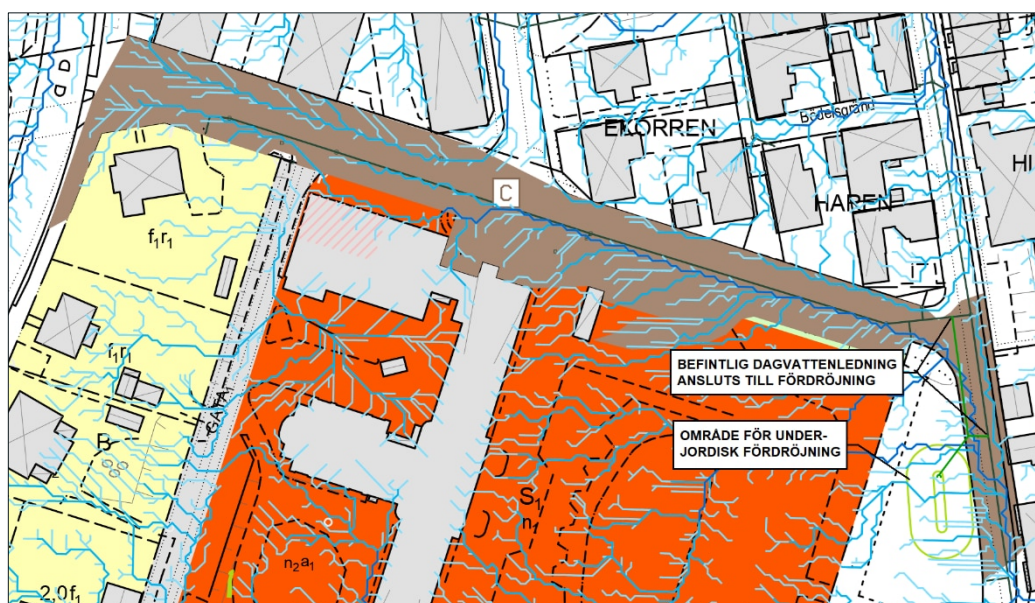 EKORREN
Bödelsgränd
HI
C
HAREN
f₁r₁
17
f₁r₁
BEFINTLIG DAGVATTENLEDNING
ANSLUTS TILL FÖRDRÖJNING
GATA
OMRÅDE FÖR UNDER-
JORDISK FÖRDRÖJNING
B
S₁
n₁
n₂a₁
2,0f₁